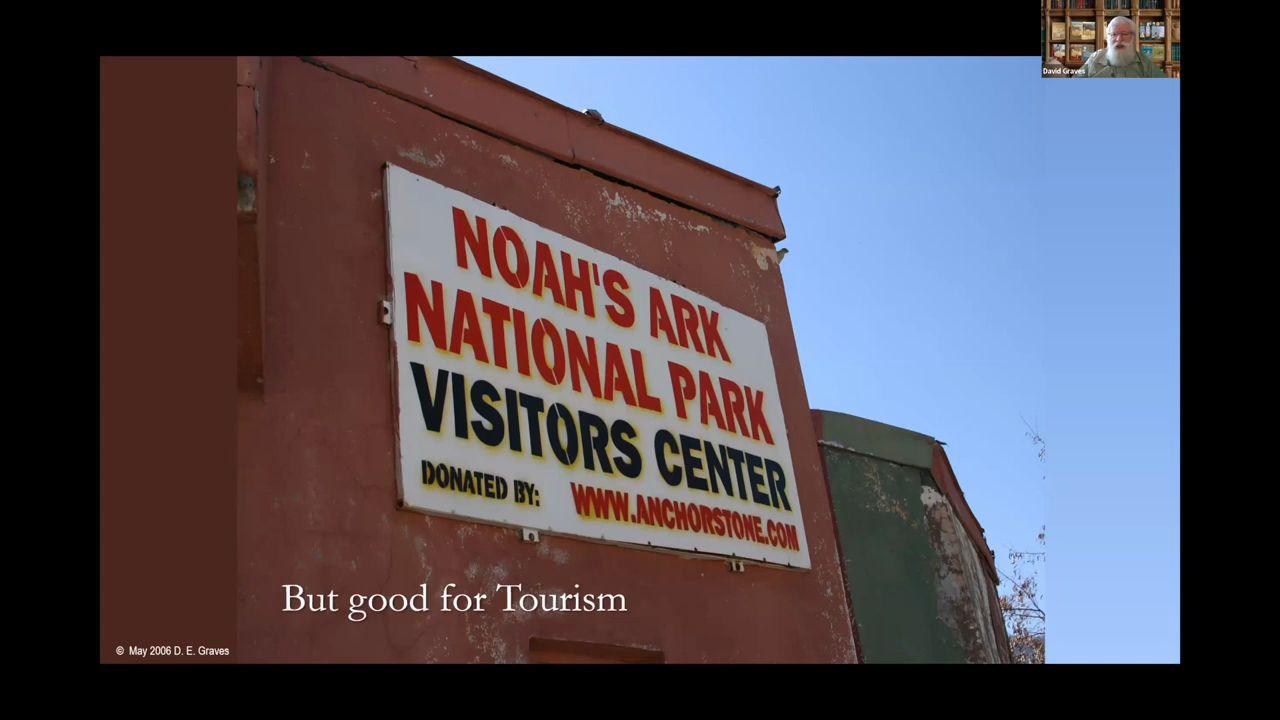 David Graves
NOAH'S ARK
NATIONAL PARK
VISITORS CENTER
DONATED BY: WWW.ANCHORSTONE.COM
But good for Tourism
© May 2006 D. E. Graves